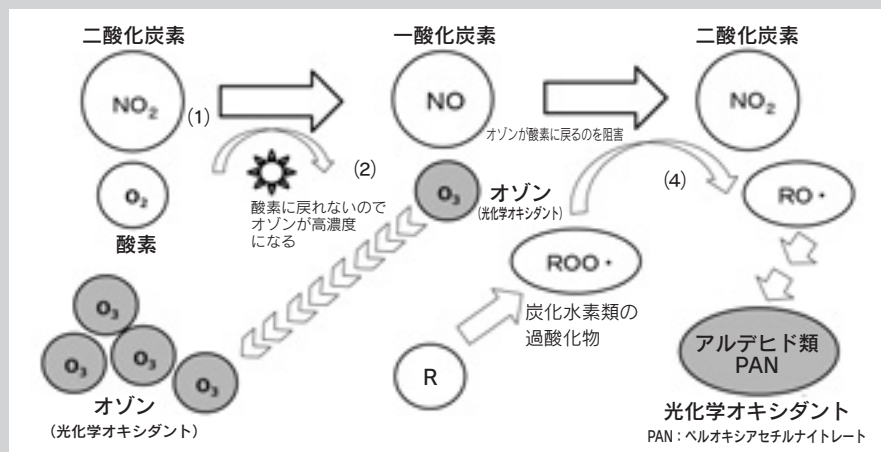 二酸化炭素
NO₂
(1)
O₂
酸素
一酸化炭素
NO
二酸化炭素
NO₂
オゾンが酸素に戻るのを阻害
(2)
酸素に戻れないので
オゾンが高濃度
になる
O₃
オゾン
(光化学オキシダント)
(4)
RO・
ROO・
炭化水素類の
過酸化物
R
O₃
O₃
O₃
O₃
オゾン
(光化学オキシダント)
アルデヒド類
PAN
光化学オキシダント
PAN：ペルオキシアセチルナイトレート